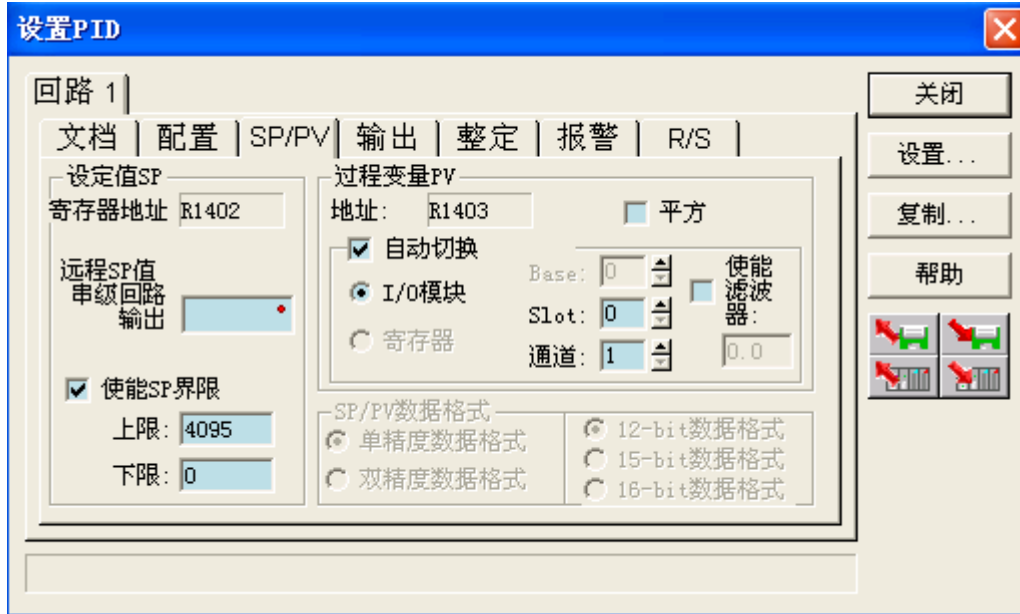 设置PID
回路 1
文档 配置 SP/PV 输出 整定 报警 R/S
设定值SP
寄存器地址 R1402
远程SP值
串级回路
输出
使能SP界限
上限: 4095
下限: 0
过程变量PV
地址: R1403
平方
自动切换
I/O模块
寄存器
Base: 0
Slot: 0
通道: 1
使能
滤波
器:
0.0
SP/PV数据格式
单精度数据格式
双精度数据格式
12-bit数据格式
15-bit数据格式
16-bit数据格式
关闭
设置...
复制...
帮助